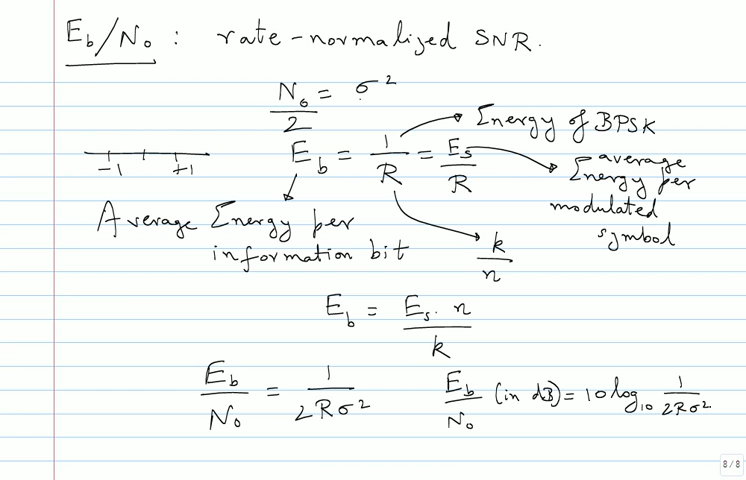 Eb/No : rate-normalized SNR.
No/2 = σ²
Energy of BPSK
-1 +1
Eb = 1/R = Es/R
average
Energy per
modulated
symbol
Average Energy per
information bit
k/n
Eb = Es. n/k
Eb/No = 1/2Rσ²
Eb/No (in dB) = 10 log10 1/2Rσ²
8/8